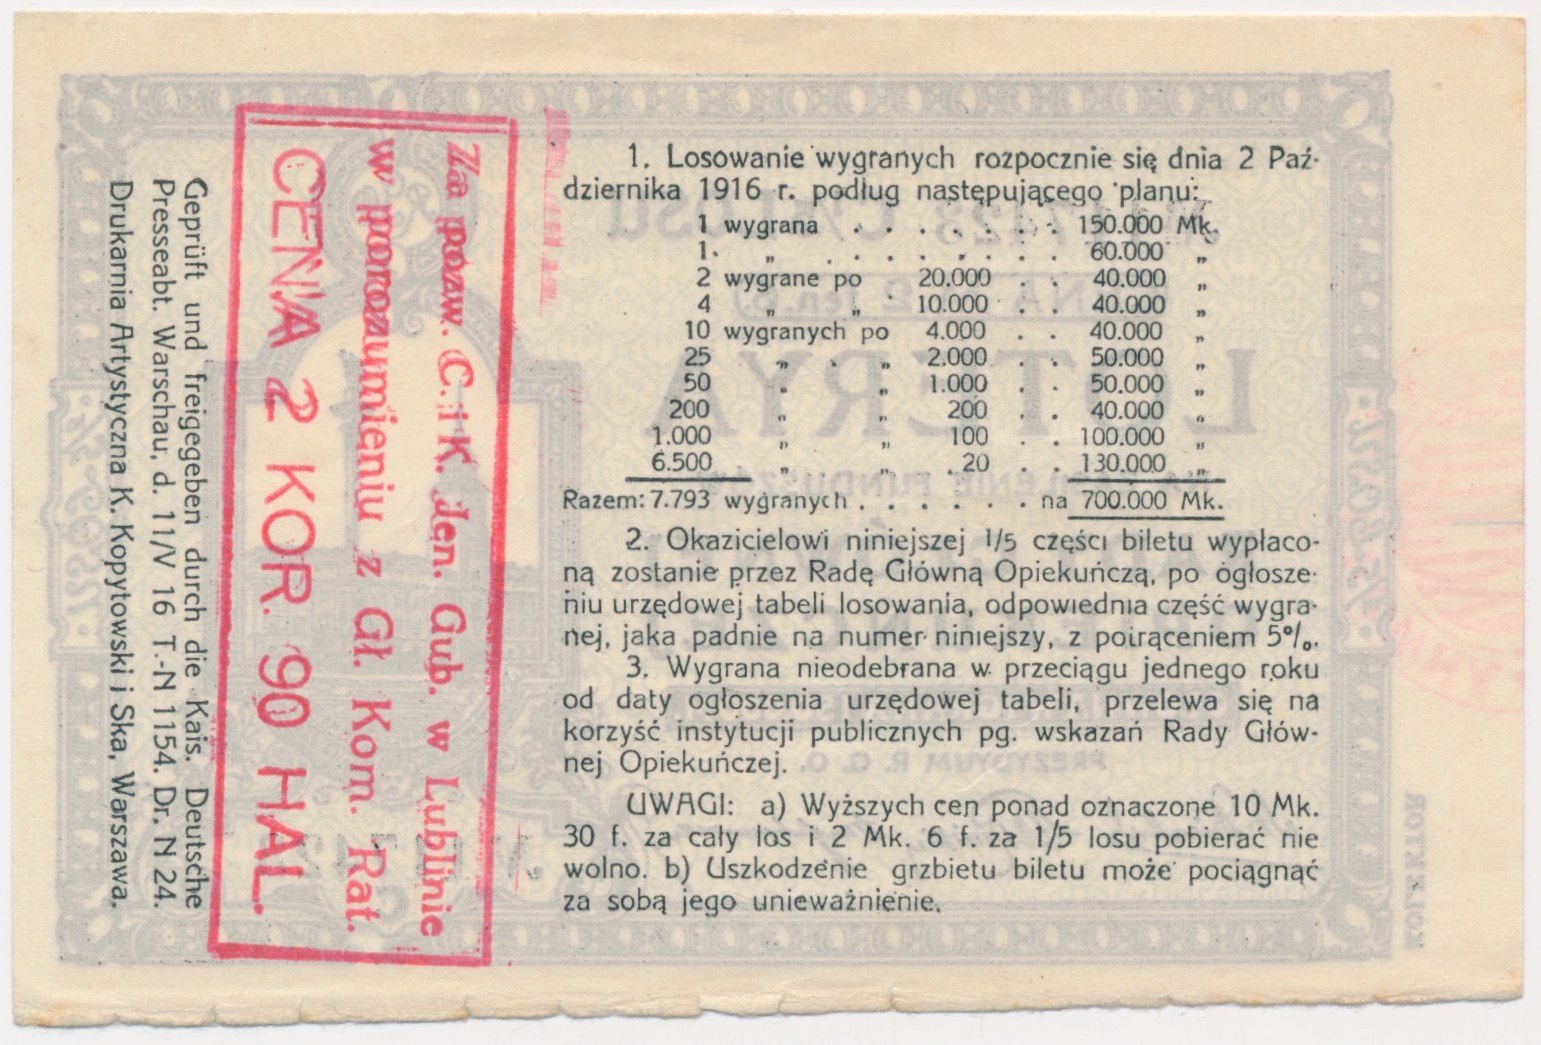 1. Losowanie wygranych rozpocznie się dnia 2 Paź-
dziernika 1916 r. podług następującego planu:
1 wygrana . . . . . . . 150.000 Mk.
1 „ . . . . . . . . 60.000 „
2 wygrane po 20.000 . . 40.000 „
4 „ „ 10.000 . . 40.000 „
10 wygranych po 4.000 . . 40.000 „
25 „ „ 2.000 . . 50.000 „
50 „ „ 1.000 . . 50.000 „
200 „ „ 200 . . 40.000 „
1.000 „ „ 100 . . 100.000 „
6.500 „ „ 20 . . 130.000 „
Razem: 7.793 wygranych . . . . . . na 700.000 Mk.
2. Okazicielowi niniejszej 1/5 części biletu wypłaco-
ną zostanie przez Radę Główną Opiekuńczą, po ogłosze-
niu urzędowej tabeli losowania, odpowiednia część wygra-
nej, jaka padnie na numer niniejszy, z potrąceniem 5%.
3. Wygrana nieodebrana w przeciągu jednego roku
od daty ogłoszenia urzędowej tabeli, przelewa się na
korzyść instytucji publicznych pg. wskazań Rady Głów-
nej Opiekuńczej.
UWAGI: a) Wyższych cen ponad oznaczone 10 Mk.
30 f. za cały los i 2 Mk. 6 f. za 1/5 losu pobierać nie
wolno. b) Uszkodzenie grzbietu biletu może pociągnąć
za sobą jego unieważnienie.
Za pozw. C. i K. Jen. Gub. w Lublinie
w porozumieniu z Gł. Kom. Rat.
CENA 2 KOR. 90 HAL.
Geprüft und freigegeben durch die Kais. Deutsche
Presseabt. Warschau, d. 11/V 16 T.-N 1154. Dr. N 24.
Drukarnia Artystyczna K. Kopytowski i Ska, Warszawa.